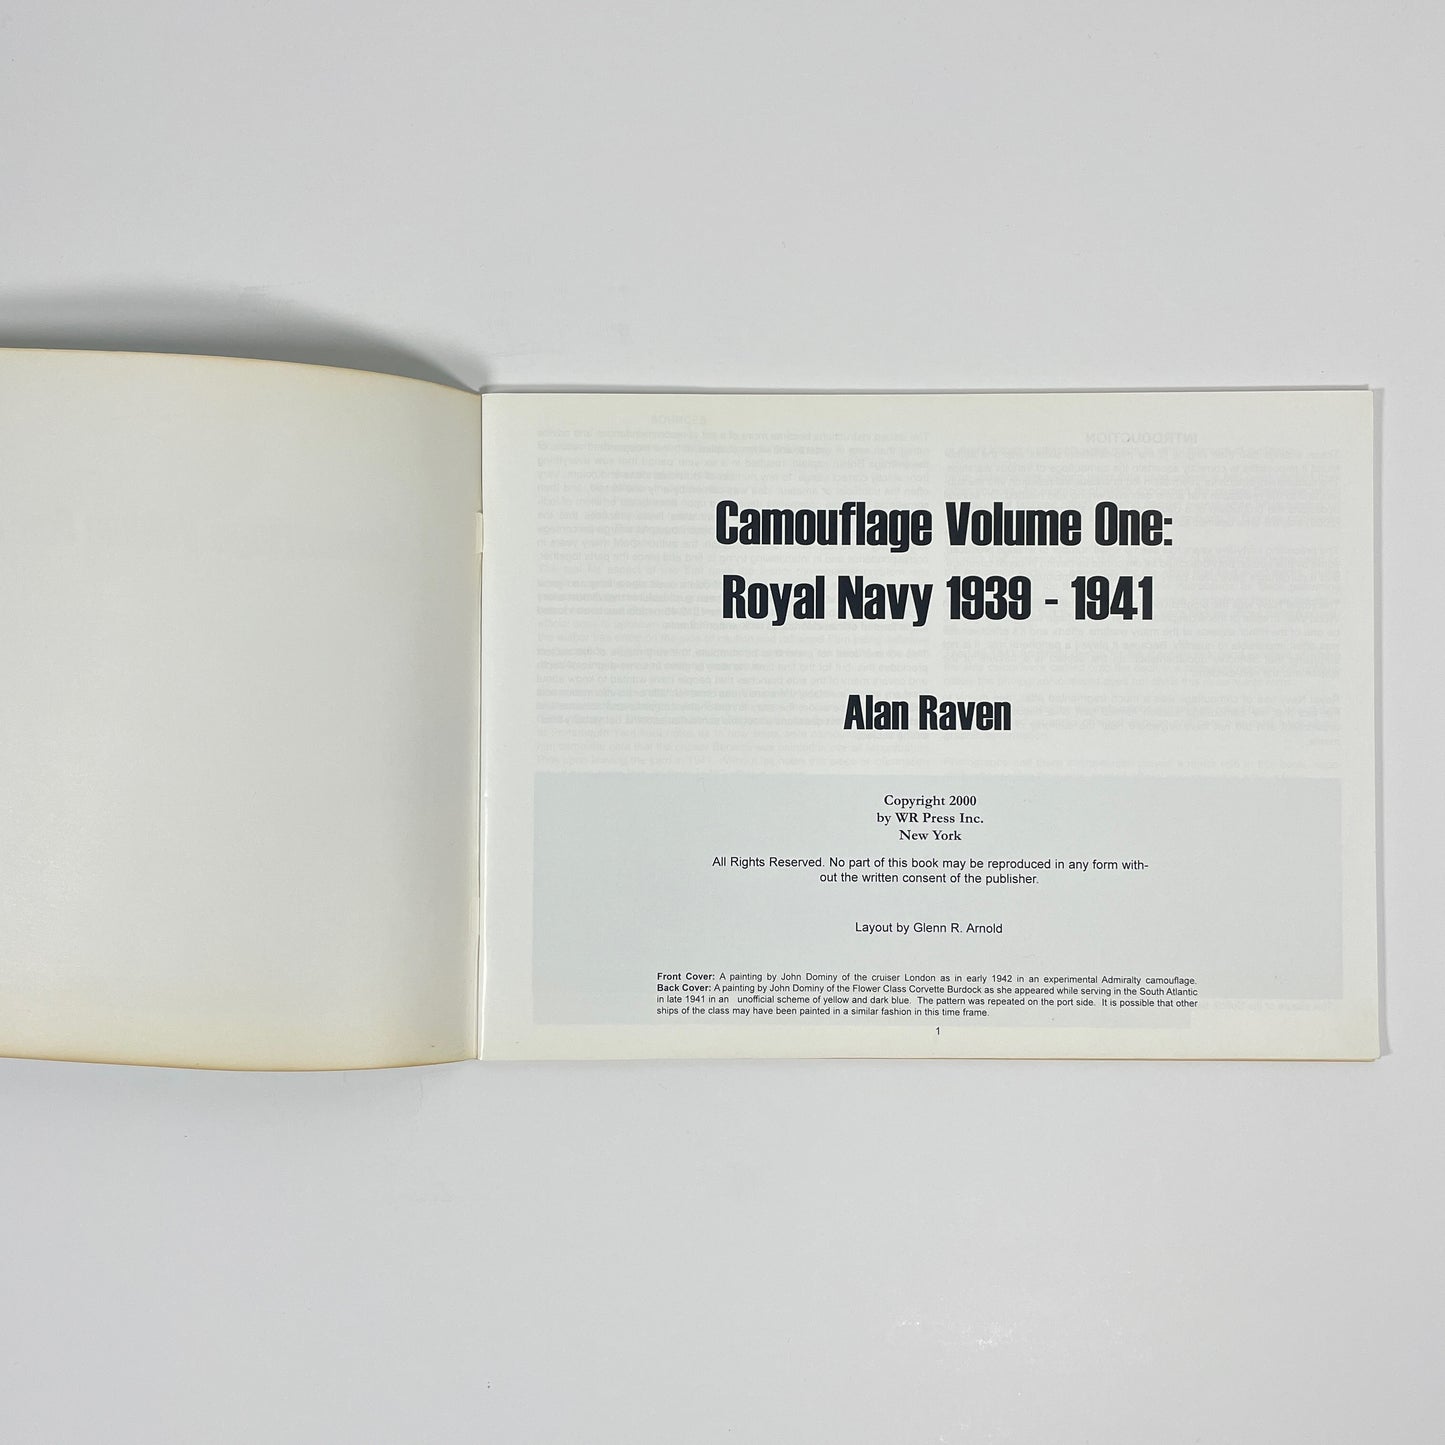 Camouflage Volume One:
Royal Navy 1939 - 1941
Alan Raven
Copyright 2000
by WR Press Inc.
New York
All Rights Reserved. No part of this book may be reproduced in any form with-
out the written consent of the publisher.
Layout by Glenn R. Arnold
Front Cover: A painting by John Dominy of the cruiser London as in early 1942 in an experimental Admiralty camouflage.
Back Cover: A painting by John Dominy of the Flower Class Corvette Burdock as she appeared while serving in the South Atlantic
in late 1941 in an unofficial scheme of yellow and dark blue. The pattern was repeated on the port side. It is possible that other
ships of the class may have been painted in a similar fashion in this time frame.
1